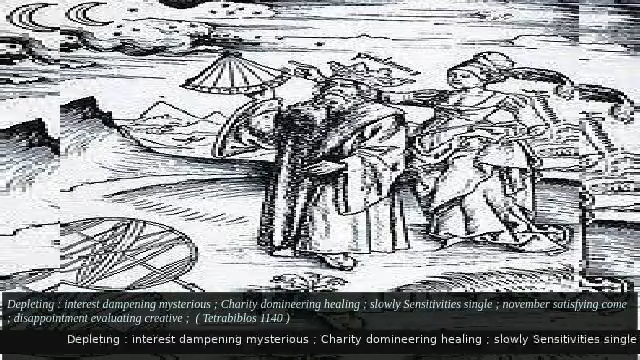 Depleting : interest dampening mysterious ; Charity domineering healing ; slowly Sensitivities single ; november satisfying come
; disappointment evaluating creative ; ( Tetrabiblos 1140 )
Depleting : interest dampening mysterious ; Charity domineering healing ; slowly Sensitivities single